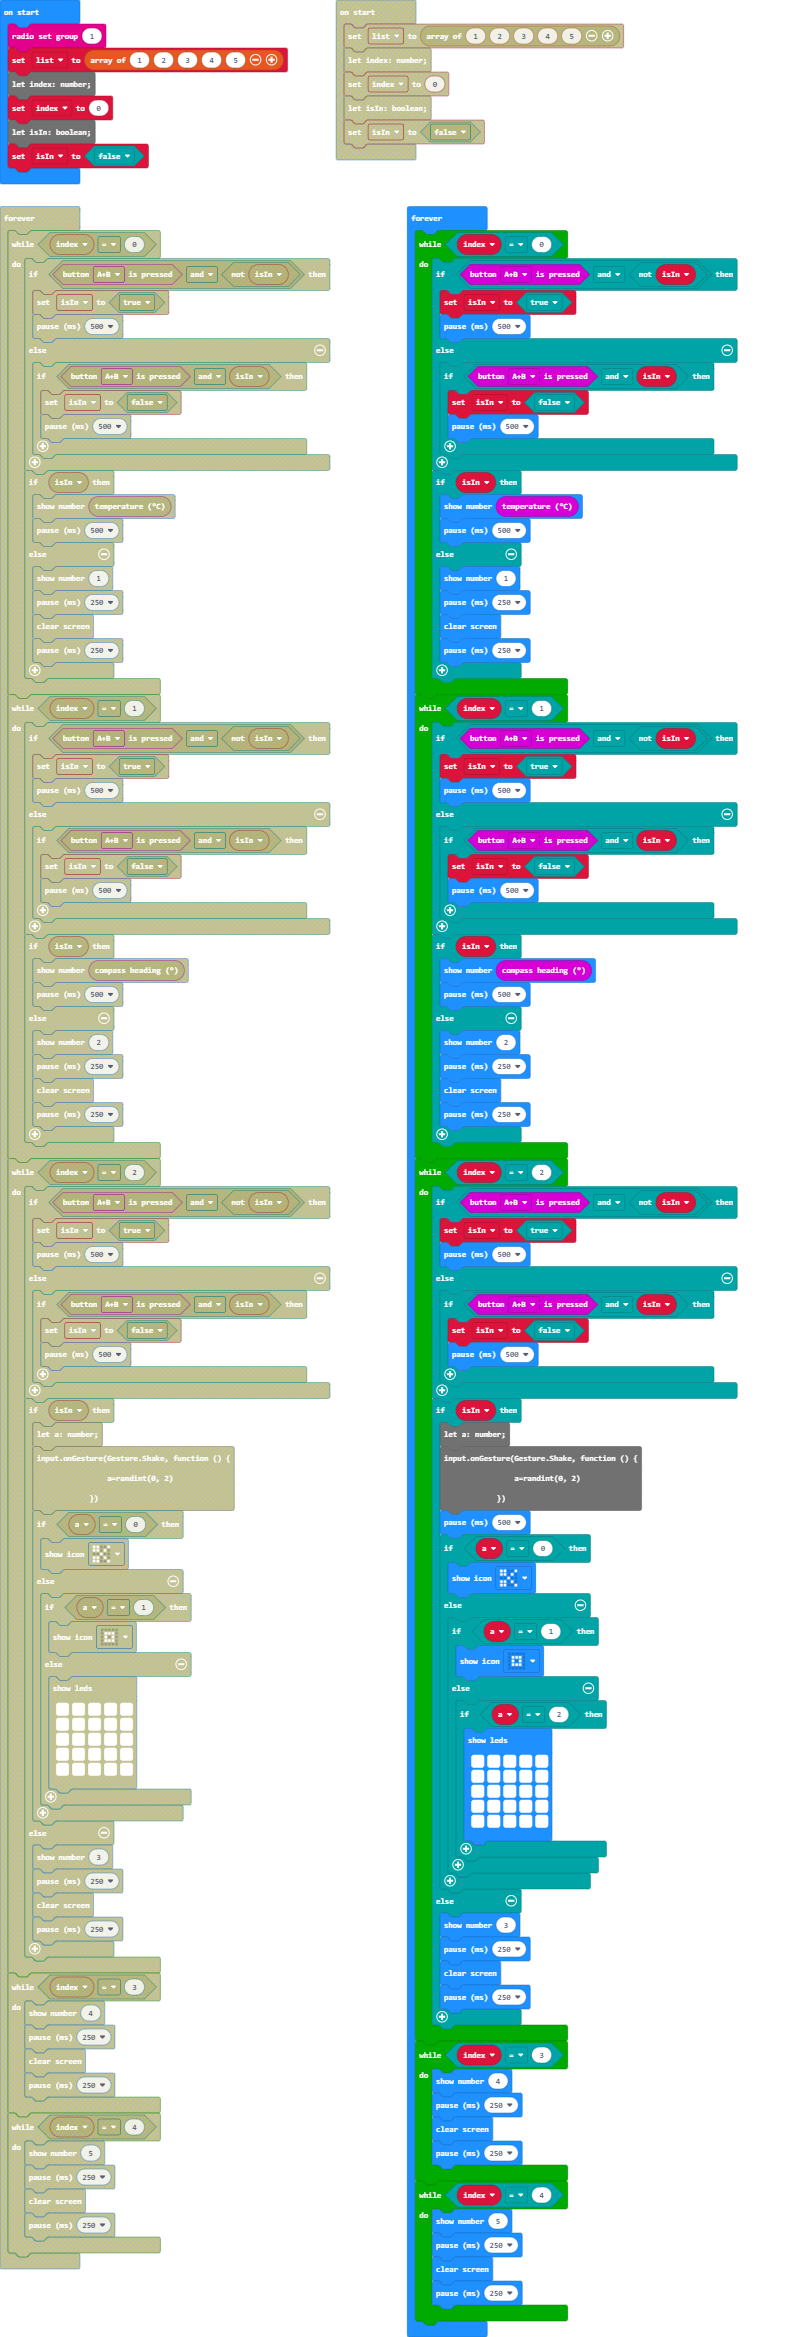 on start
radio set group 1
set list to array of 1 2 3 4 5
let index: number;
set index to 0
let isIn: boolean;
set isIn to false
on start
set list to array of 1 2 3 4 5
let index: number;
set index to 0
let isIn: boolean;
set isIn to false
forever
while index = 0
do
if button A+B is pressed and not isIn then
set isIn to true
pause (ms) 500
else
if button A+B is pressed and isIn then
set isIn to false
pause (ms) 500
if isIn then
show number temperature (°C)
pause (ms) 500
else
show number 1
pause (ms) 250
clear screen
pause (ms) 250
while index = 1
do
if button A+B is pressed and not isIn then
set isIn to true
pause (ms) 500
else
if button A+B is pressed and isIn then
set isIn to false
pause (ms) 500
if isIn then
show number compass heading (°)
pause (ms) 500
else
show number 2
pause (ms) 250
clear screen
pause (ms) 250
while index = 2
do
if button A+B is pressed and not isIn then
set isIn to true
pause (ms) 500
else
if button A+B is pressed and isIn then
set isIn to false
pause (ms) 500
if isIn then
let a: number;
input.onGesture(Gesture.Shake, function () {
a=randint(0, 2)
})
if a = 0 then
show icon
else
if a = 1 then
show icon
else
show leds
else
show number 3
pause (ms) 250
clear screen
pause (ms) 250
while index = 3
do
show number 4
pause (ms) 250
clear screen
pause (ms) 250
while index = 4
do
show number 5
pause (ms) 250
clear screen
pause (ms) 250
forever
while index = 0
do
if button A+B is pressed and not isIn then
set isIn to true
pause (ms) 500
else
if button A+B is pressed and isIn then
set isIn to false
pause (ms) 500
if isIn then
show number temperature (°C)
pause (ms) 500
else
show number 1
pause (ms) 250
clear screen
pause (ms) 250
while index = 1
do
if button A+B is pressed and not isIn then
set isIn to true
pause (ms) 500
else
if button A+B is pressed and isIn then
set isIn to false
pause (ms) 500
if isIn then
show number compass heading (°)
pause (ms) 500
else
show number 2
pause (ms) 250
clear screen
pause (ms) 250
while index = 2
do
if button A+B is pressed and not isIn then
set isIn to true
pause (ms) 500
else
if button A+B is pressed and isIn then
set isIn to false
pause (ms) 500
if isIn then
let a: number;
input.onGesture(Gesture.Shake, function () {
a=randint(0, 2)
})
pause (ms) 500
if a = 0 then
show icon
else
if a = 1 then
show icon
else
if a = 2 then
show leds
else
show number 3
pause (ms) 250
clear screen
pause (ms) 250
while index = 3
do
show number 4
pause (ms) 250
clear screen
pause (ms) 250
while index = 4
do
show number 5
pause (ms) 250
clear screen
pause (ms) 250